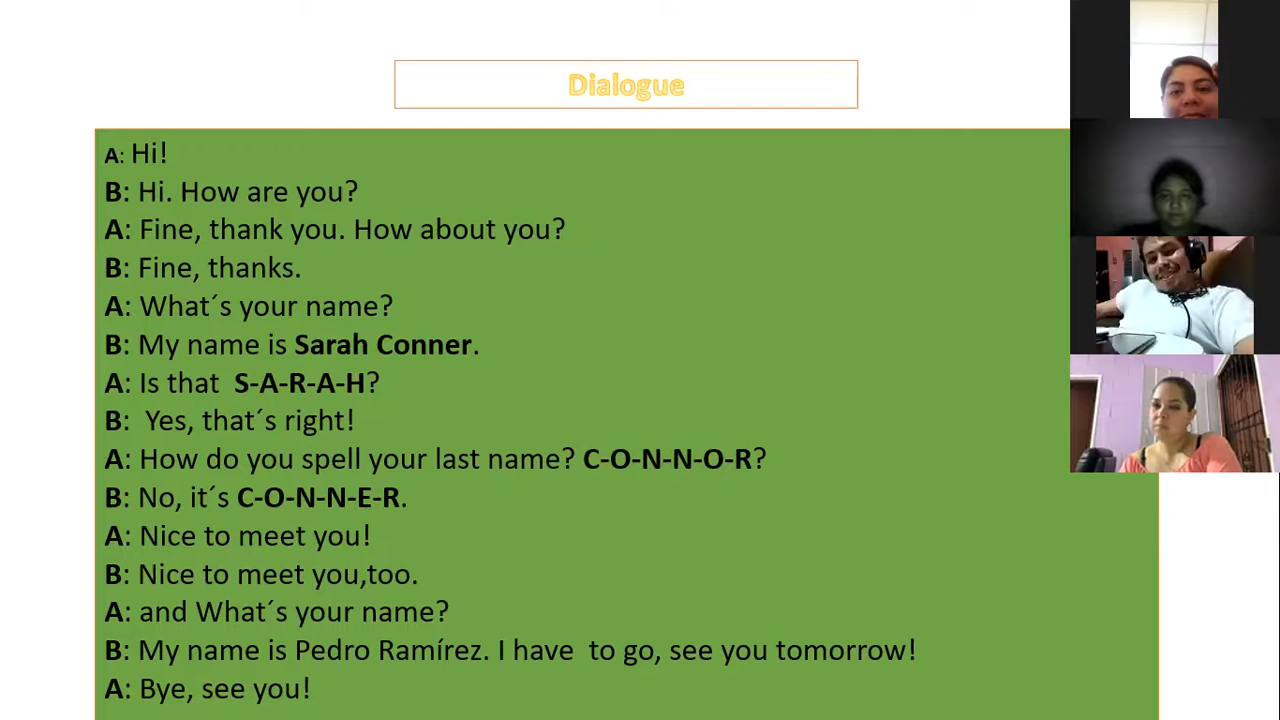 Dialogue
A: Hi!
B: Hi. How are you?
A: Fine, thank you. How about you?
B: Fine, thanks.
A: What´s your name?
B: My name is Sarah Conner.
A: Is that  S-A-R-A-H?
B:  Yes, that´s right!
A: How do you spell your last name? C-O-N-N-O-R?
B: No, it´s C-O-N-N-E-R.
A: Nice to meet you!
B: Nice to meet you,too.
A: and What´s your name?
B: My name is Pedro Ramírez. I have  to go, see you tomorrow!
A: Bye, see you!